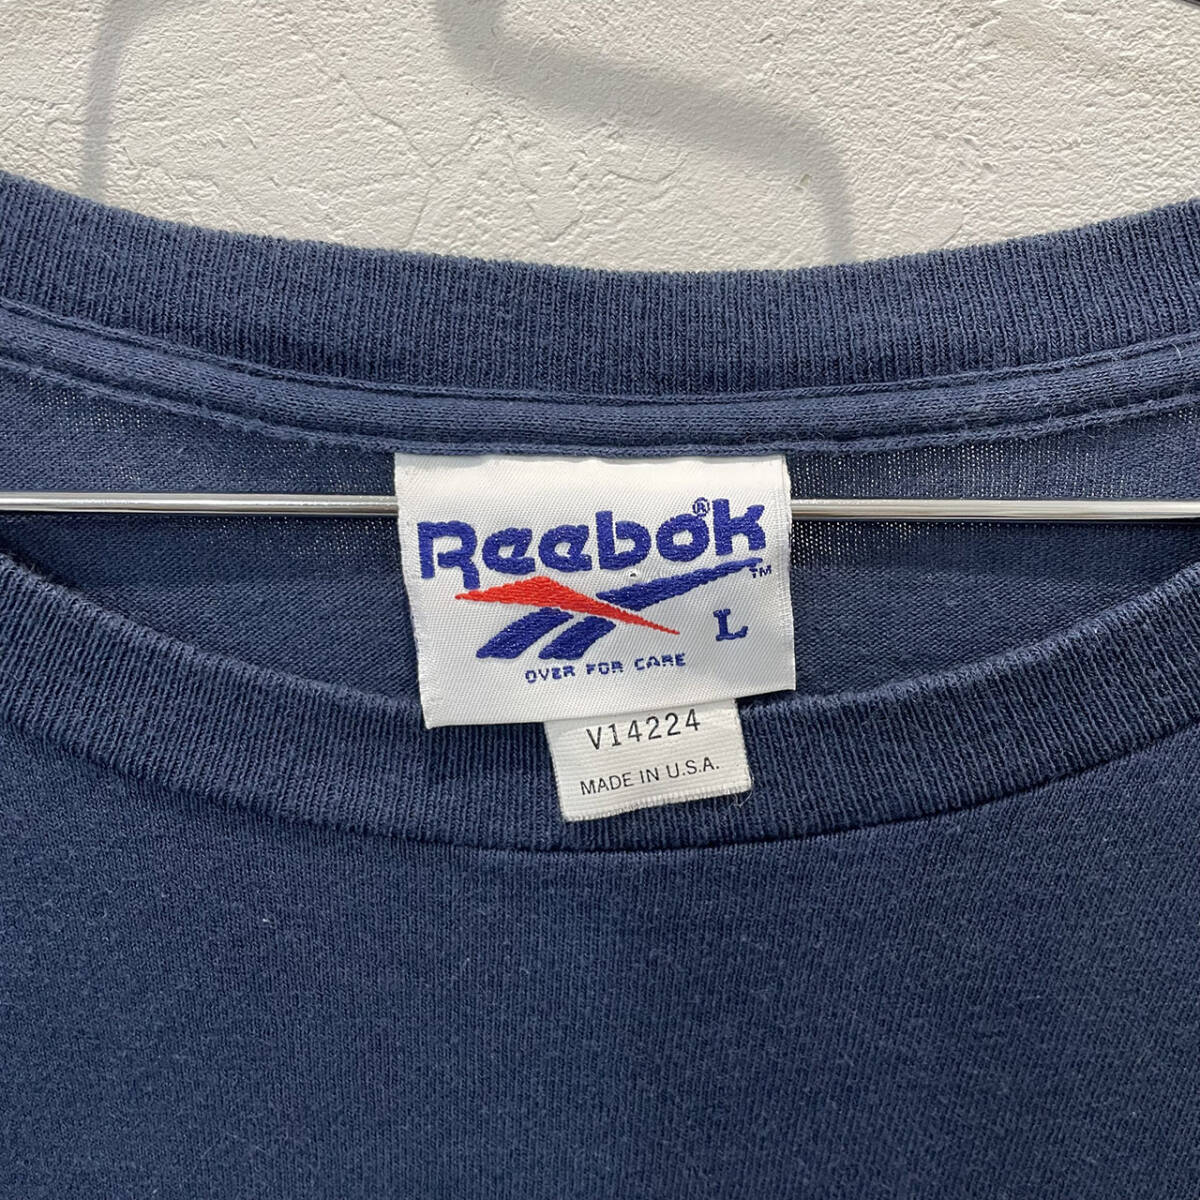 Reebok®
™
L
OVER FOR CARE
V14224
MADE IN U.S.A.